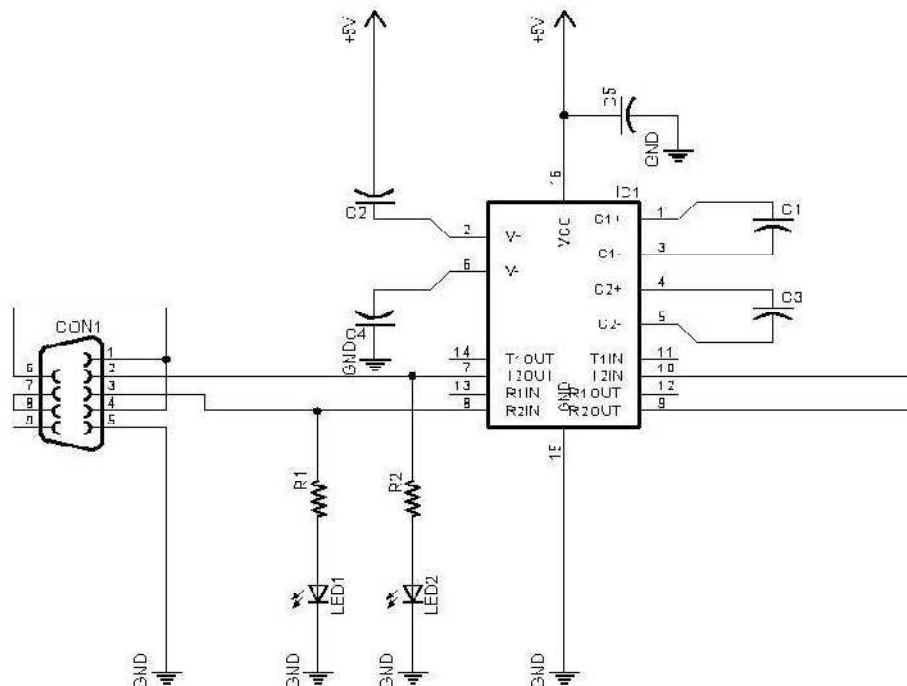 +5V
+5V
C5
GND
16
IC1
C2
2
V+
VCC
C1+
1
C1
6
V-
C1-
3
C2+
4
C3
C4
GND
C2-
5
CON1
1
6
2
7
3
8
4
9
5
14
T1OUT
T1IN
11
7
T2OUT
T2IN
10
13
R1IN
GND
R1OUT
12
8
R2IN
R2OUT
9
15
R1
R2
LED1
LED2
GND
GND
GND
GND